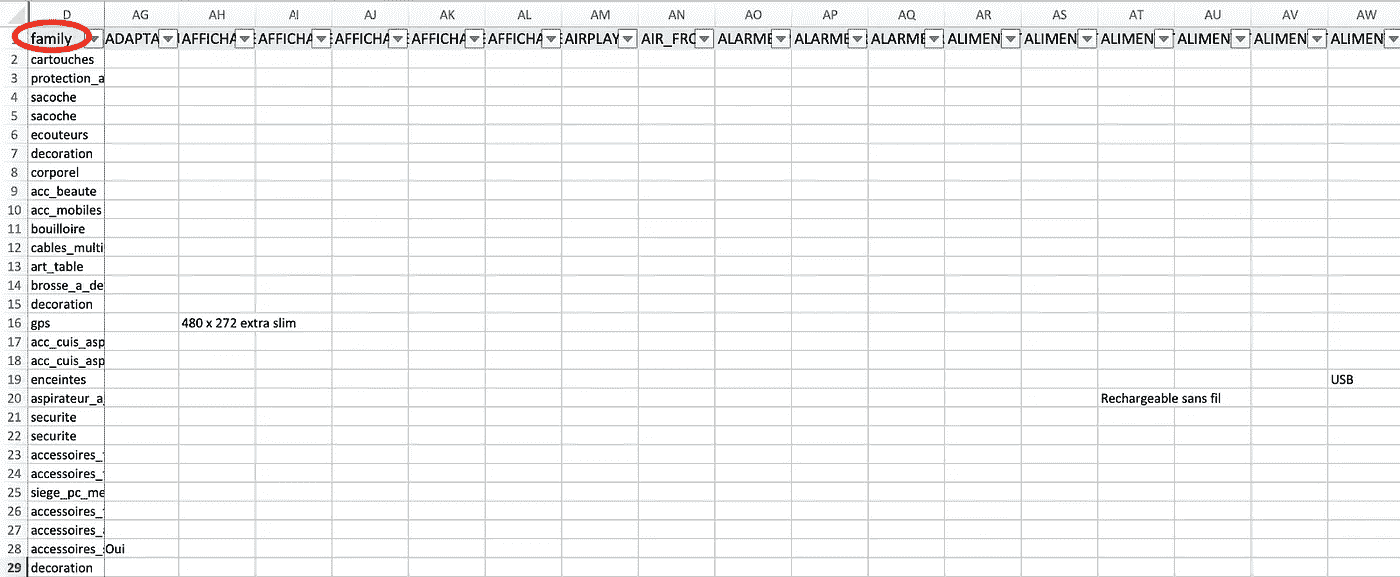 D AG AH AI AJ AK AL AM AN AO AP AQ AR AS AT AU AV AW
family ADAPTA AFFICHA AFFICHA AFFICHA AFFICHA AFFICHA AIRPLAY AIR_FRO ALARME ALARME ALARME ALIMEN ALIMEN ALIMEN ALIMEN ALIMEN ALIMEN
2 cartouches
3 protection_a
4 sacoche
5 sacoche
6 ecouteurs
7 decoration
8 corporel
9 acc_beaute
10 acc_mobiles
11 bouilloire
12 cables_multi
13 art_table
14 brosse_a_de
15 decoration
16 gps 480 x 272 extra slim
17 acc_cuis_asp
18 acc_cuis_asp
19 enceintes USB
20 aspirateur_a Rechargeable sans fil
21 securite
22 securite
23 accessoires_
24 accessoires_
25 siege_pc_me
26 accessoires_
27 accessoires_
28 accessoires_ Oui
29 decoration